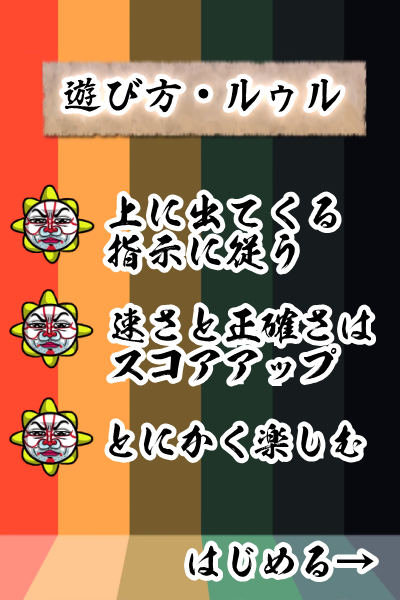 遊び方・ルゥル
上に出てくる
指示に従う
速さと正確さは
スコアアップ
とにかく楽しむ
はじめる→